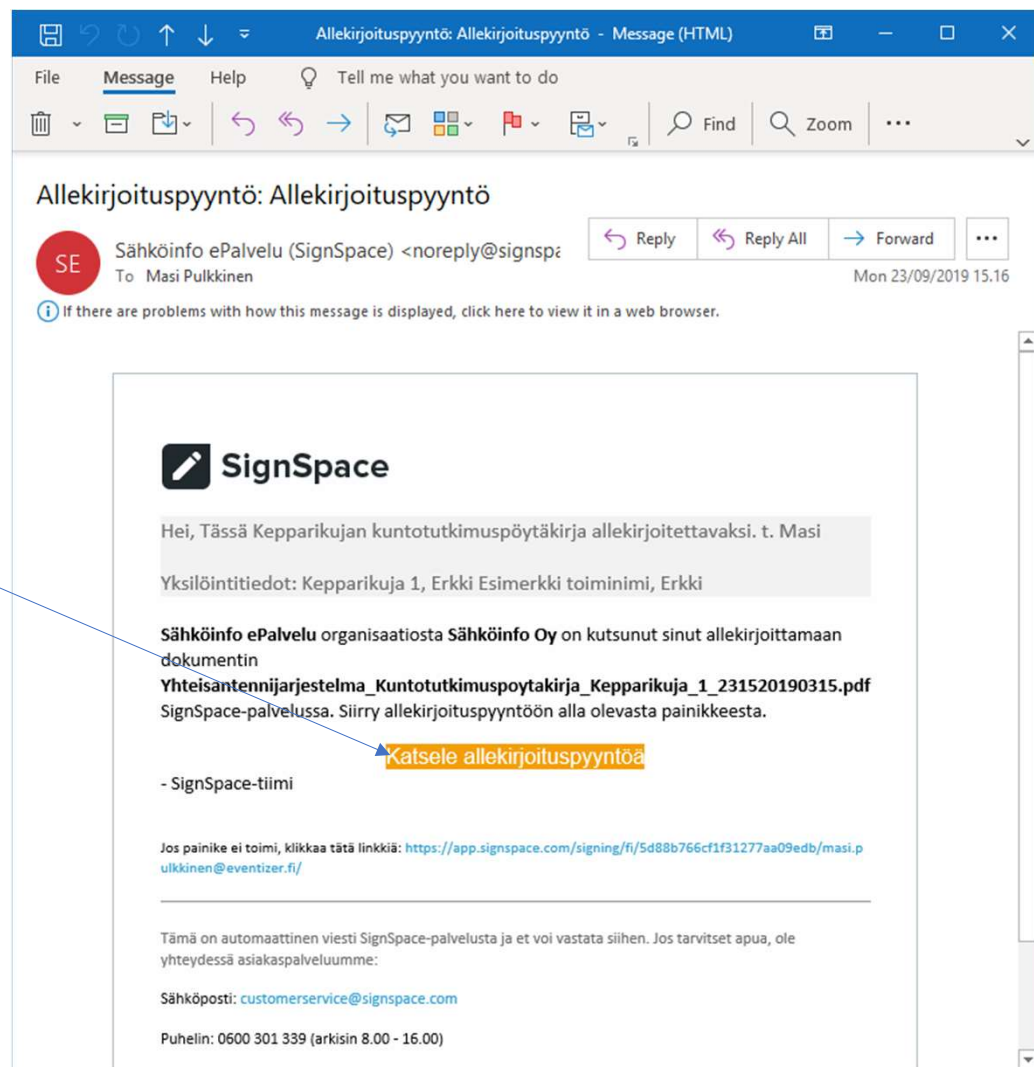 Allekirjoituspyyntö: Allekirjoituspyyntö - Message (HTML)
File Message Help Tell me what you want to do
Find Zoom
Allekirjoituspyyntö: Allekirjoituspyyntö
SE
Sähköinfo ePalvelu (SignSpace) <noreply@signspa
Reply Reply All Forward
To Masi Pulkkinen
Mon 23/09/2019 15.16
If there are problems with how this message is displayed, click here to view it in a web browser.
SignSpace
Hei, Tässä Kepparikujan kuntotutkimuspöytäkirja allekirjoitettavaksi. t. Masi
Yksilöintitiedot: Kepparikuja 1, Erkki Esimerkki toiminimi, Erkki
Sähköinfo ePalvelu organisaatiosta Sähköinfo Oy on kutsunut sinut allekirjoittamaan
dokumentin
Yhteisantennijarjestelma_Kuntotutkimuspoytakirja_Kepparikuja_1_231520190315.pdf
SignSpace-palvelussa. Siirry allekirjoituspyyntöön alla olevasta painikkeesta.
Katsele allekirjoituspyyntöä
- SignSpace-tiimi
Jos painike ei toimi, klikkaa tätä linkkiä: https://app.signspace.com/signing/fi/5d88b766cf1f31277aa09edb/masi.p
ulkkinen@eventizer.fi/
Tämä on automaattinen viesti SignSpace-palvelusta ja et voi vastata siihen. Jos tarvitset apua, ole
yhteydessä asiakaspalveluumme:
Sähköposti: customerservice@signspace.com
Puhelin: 0600 301 339 (arkisin 8.00 - 16.00)